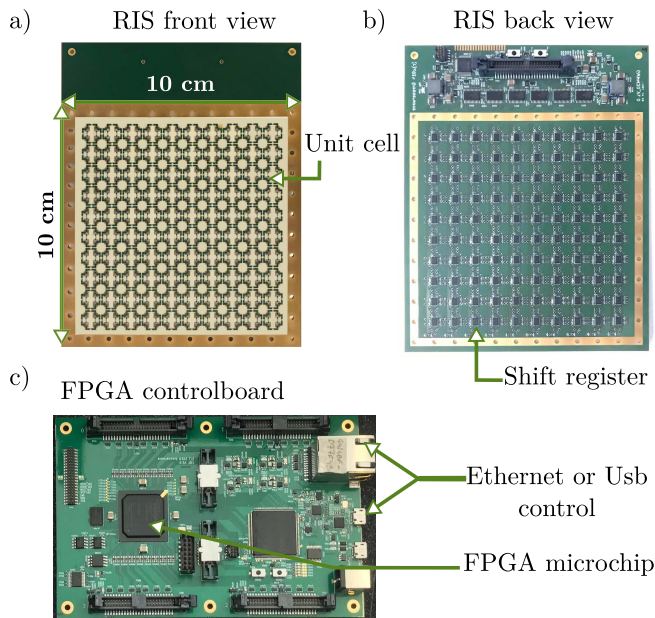 a)
RIS front view
b)
RIS back view
10 cm
Unit cell
10 cm
Shift register
c)
FPGA controlboard
Ethernet or Usb
control
FPGA microchip